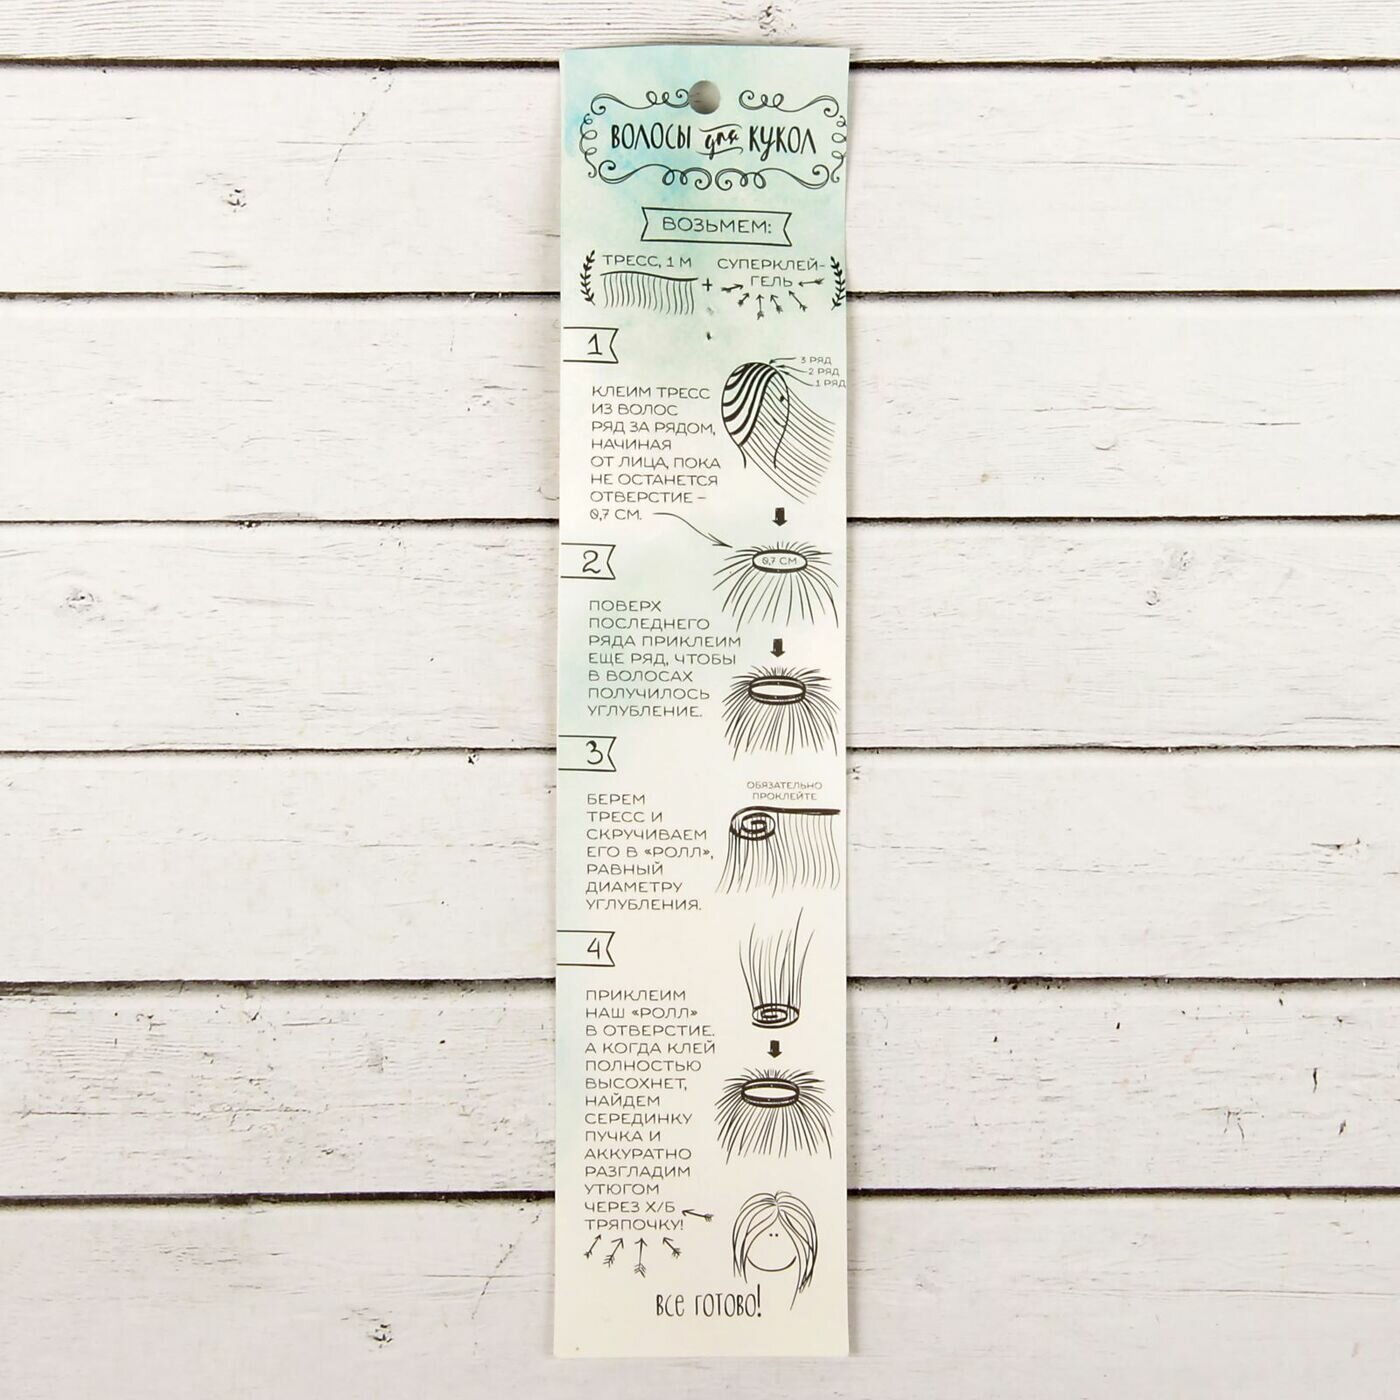 ВОЛОСЫ для КУКОЛ
ВОЗЬМЕМ:
ТРЕСС, 1 М
+
СУПЕРКЛЕЙ-
ГЕЛЬ
1
3 РЯД
2 РЯД
1 РЯД
КЛЕИМ ТРЕСС
ИЗ ВОЛОС
РЯД ЗА РЯДОМ,
НАЧИНАЯ
ОТ ЛИЦА, ПОКА
НЕ ОСТАНЕТСЯ
ОТВЕРСТИЕ –
0,7 СМ.
0,7 СМ
2
ПОВЕРХ
ПОСЛЕДНЕГО
РЯДА ПРИКЛЕИМ
ЕЩЕ РЯД, ЧТОБЫ
В ВОЛОСАХ
ПОЛУЧИЛОСЬ
УГЛУБЛЕНИЕ.
3
ОБЯЗАТЕЛЬНО
ПРОКЛЕЙТЕ
БЕРЕМ
ТРЕСС И
СКРУЧИВАЕМ
ЕГО В «РОЛЛ»,
РАВНЫЙ
ДИАМЕТРУ
УГЛУБЛЕНИЯ.
4
ПРИКЛЕИМ
НАШ «РОЛЛ»
В ОТВЕРСТИЕ.
А КОГДА КЛЕЙ
ПОЛНОСТЬЮ
ВЫСОХНЕТ,
НАЙДЕМ
СЕРЕДИНКУ
ПУЧКА И
АККУРАТНО
РАЗГЛАДИМ
УТЮГОМ
ЧЕРЕЗ Х/Б
ТРЯПОЧКУ!
ВСЕ ГОТОВО!